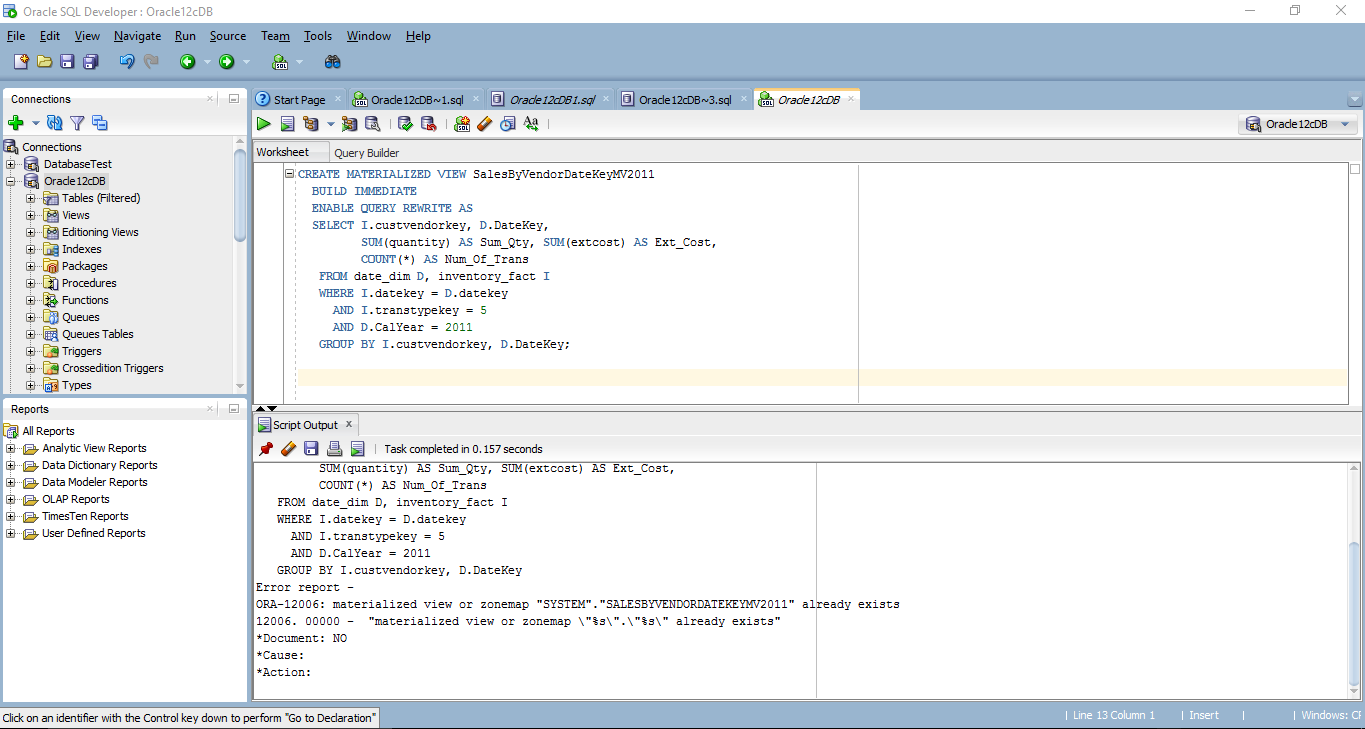 Oracle SQL Developer : Oracle12cDB
File Edit View Navigate Run Source Team Tools Window Help
Connections
Connections
DatabaseTest
Oracle12cDB
Tables (Filtered)
Views
Editioning Views
Indexes
Packages
Procedures
Functions
Queues
Queues Tables
Triggers
Crossedition Triggers
Types
Reports
All Reports
Analytic View Reports
Data Dictionary Reports
Data Modeler Reports
OLAP Reports
TimesTen Reports
User Defined Reports
Start Page Oracle12cDB~1.sql Oracle12cDB1.sql Oracle12cDB~3.sql Oracle12cDB
Oracle12cDB
Worksheet Query Builder
CREATE MATERIALIZED VIEW SalesByVendorDateKeyMV2011
BUILD IMMEDIATE
ENABLE QUERY REWRITE AS
SELECT I.custvendorkey, D.DateKey,
SUM(quantity) AS Sum_Qty, SUM(extcost) AS Ext_Cost,
COUNT(*) AS Num_Of_Trans
FROM date_dim D, inventory_fact I
WHERE I.datekey = D.datekey
AND I.transtypekey = 5
AND D.CalYear = 2011
GROUP BY I.custvendorkey, D.DateKey;
Script Output
Task completed in 0.157 seconds
SUM(quantity) AS Sum_Qty, SUM(extcost) AS Ext_Cost,
COUNT(*) AS Num_Of_Trans
FROM date_dim D, inventory_fact I
WHERE I.datekey = D.datekey
AND I.transtypekey = 5
AND D.CalYear = 2011
GROUP BY I.custvendorkey, D.DateKey
Error report -
ORA-12006: materialized view or zonemap "SYSTEM"."SALESBYVENDORDATEKEYMV2011" already exists
12006. 00000 -  "materialized view or zonemap \"%s\".\"%s\" already exists"
*Document: NO
*Cause:
*Action:
Click on an identifier with the Control key down to perform "Go to Declaration"
Line 13 Column 1 Insert Windows: